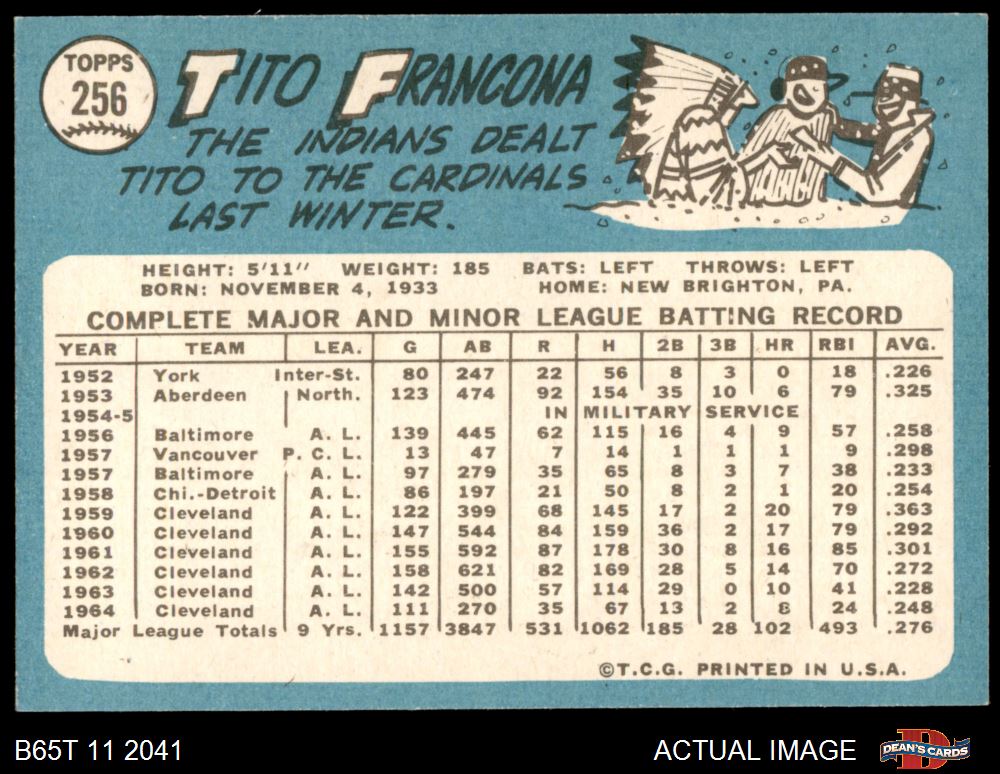 TOPPS
256
TITO FRANCONA
THE INDIANS DEALT
TITO TO THE CARDINALS
LAST WINTER.
HEIGHT: 5'11" WEIGHT: 185 BATS: LEFT THROWS: LEFT
BORN: NOVEMBER 4, 1933 HOME: NEW BRIGHTON, PA.
COMPLETE MAJOR AND MINOR LEAGUE BATTING RECORD
YEAR TEAM LEA. G AB R H 2B 3B HR RBI AVG.
1952 York Inter-St. 80 247 22 56 8 3 0 18 .226
1953 Aberdeen North. 123 474 92 154 35 10 6 79 .325
1954-5 IN MILITARY SERVICE
1956 Baltimore A. L. 139 445 62 115 16 4 9 57 .258
1957 Vancouver P. C. L. 13 47 7 14 1 1 1 9 .298
1957 Baltimore A. L. 97 279 35 65 8 3 7 38 .233
1958 Chi.-Detroit A. L. 86 197 21 50 8 2 1 20 .254
1959 Cleveland A. L. 122 399 68 145 17 2 20 79 .363
1960 Cleveland A. L. 147 544 84 159 36 2 17 79 .292
1961 Cleveland A. L. 155 592 87 178 30 8 16 85 .301
1962 Cleveland A. L. 158 621 82 169 28 5 14 70 .272
1963 Cleveland A. L. 142 500 57 114 29 0 10 41 .228
1964 Cleveland A. L. 111 270 35 67 13 2 8 24 .248
Major League Totals 9 Yrs. 1157 3847 531 1062 185 28 102 493 .276
©T.C.G. PRINTED IN U.S.A.
B65T 11 2041 ACTUAL IMAGE DEAN'S CARDS